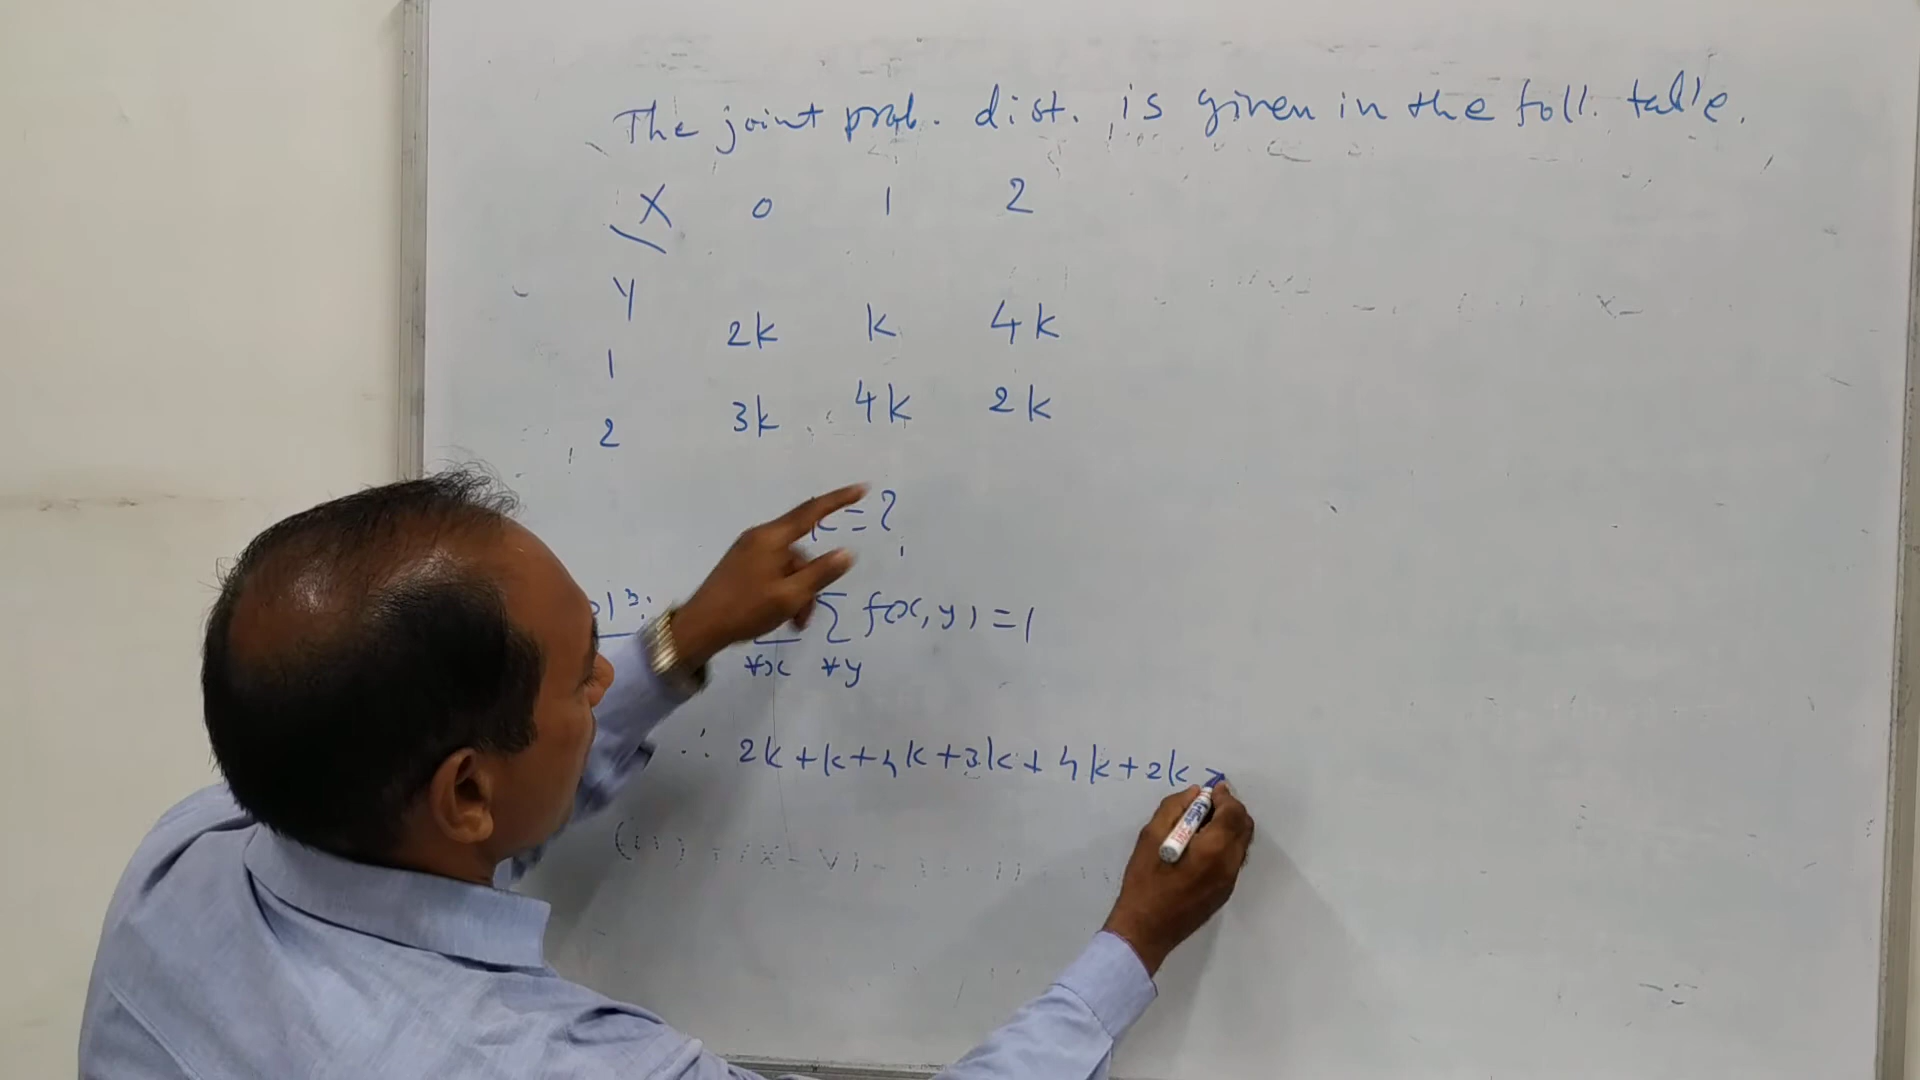 The joint prob. dist. is given in the foll. table.
X 0 1 2
Y
2k k 4k
1
3k 4k 2k
2
k=?
∑ ∑ f(x,y)=1
∀x ∀y
∴ 2k+k+4k+3k+4k+2k =